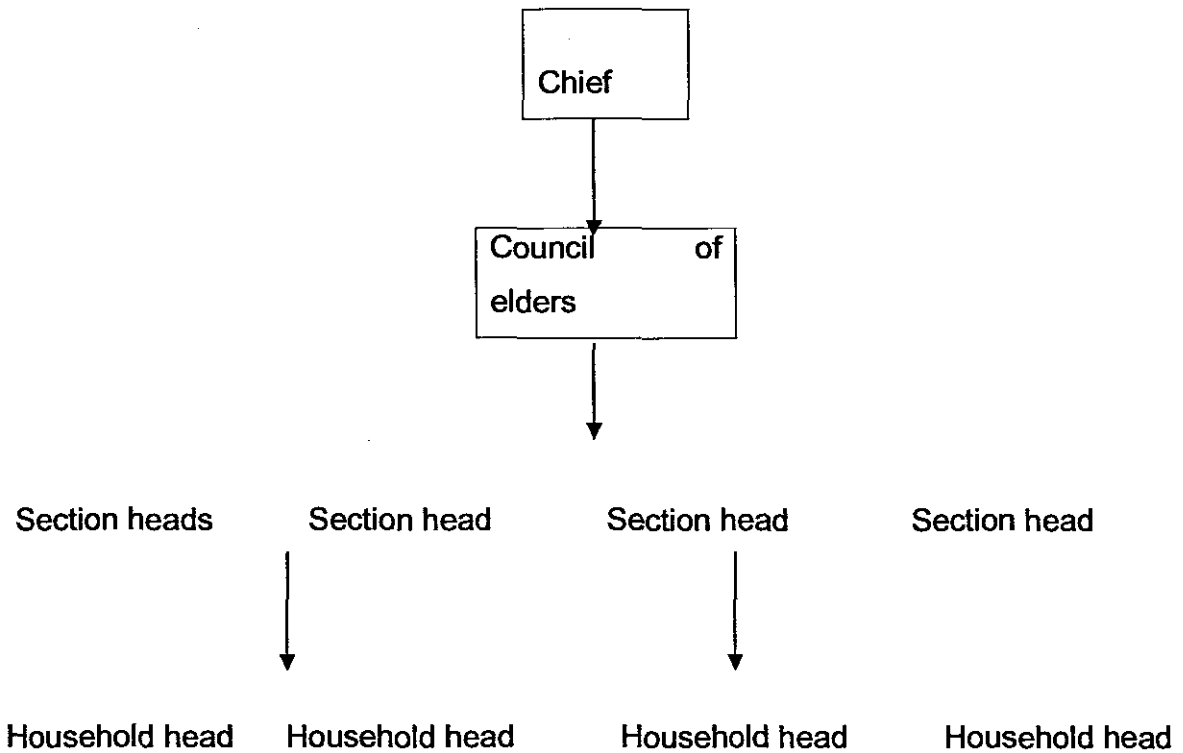 Chief
Council of
elders
Section heads Section head Section head Section head
Household head Household head Household head Household head